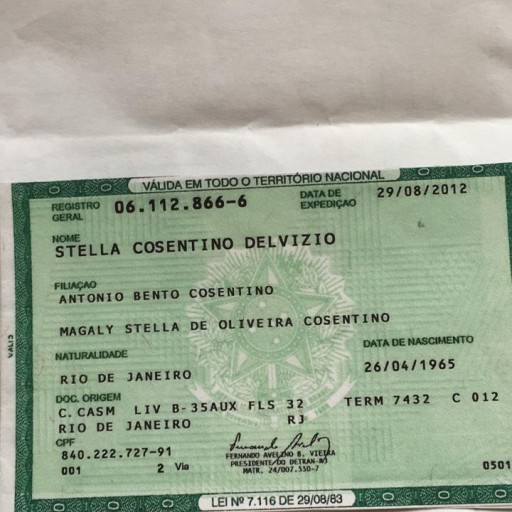 VÁLIDA EM TODO O TERRITÓRIO NACIONAL
REGISTRO GERAL 06.112.866-6 DATA DE EXPEDIÇÃO 29/08/2012
NOME
STELLA COSENTINO DELVIZIO
FILIAÇÃO
ANTONIO BENTO COSENTINO
MAGALY STELLA DE OLIVEIRA COSENTINO
NATURALIDADE DATA DE NASCIMENTO
RIO DE JANEIRO 26/04/1965
DOC. ORIGEM
C.CASM LIV B-35AUX FLS 32 TERM 7432 C 012
RIO DE JANEIRO RJ
CPF
840.222.727-91
001 2 Via
FERNANDO AVELINO B. VIEIRA
PRESIDENTE DO DETRAN-RJ
MATR. 24/007.550-7
0501
LEI Nº 7.116 DE 29/08/83